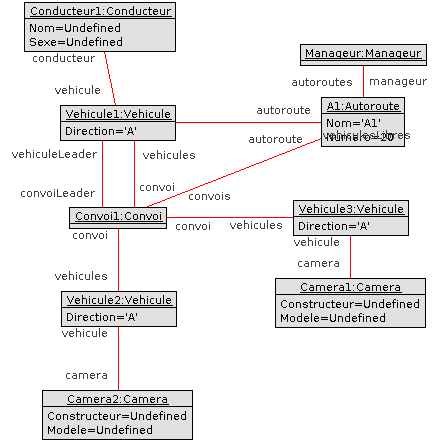 Conducteur1:Conducteur
Nom=Undefined
Sexe=Undefined
conducteur
vehicule
Manageur:Manageur
autoroutes
manageur
Vehicule1:Vehicule
Direction='A'
autoroute
A1:Autoroute
Nom='A1'
Numero=20
vehiculesLibres
autoroute
vehiculeLeader
vehicules
convoiLeader
convoi
convois
Convoi1:Convoi
convoi
convoi
vehicules
Vehicule3:Vehicule
Direction='A'
vehicule
camera
vehicules
Camera1:Camera
Constructeur=Undefined
Modele=Undefined
Vehicule2:Vehicule
Direction='A'
vehicule
camera
Camera2:Camera
Constructeur=Undefined
Modele=Undefined